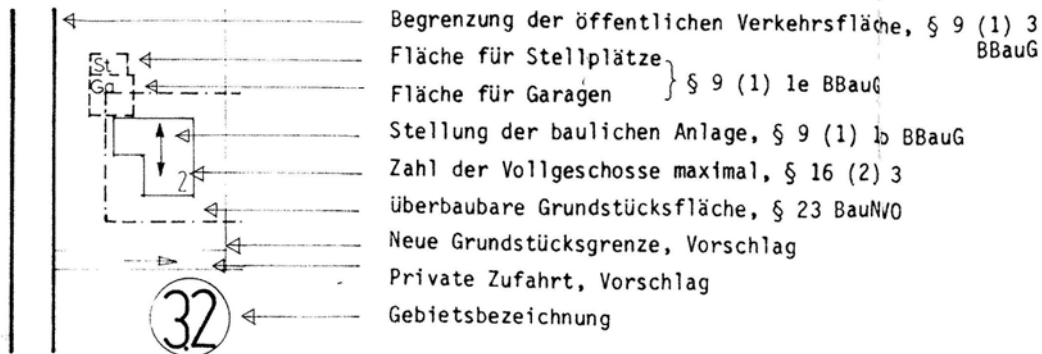 Begrenzung der öffentlichen Verkehrsfläche, § 9 (1) 3
BBauG
St
Fläche für Stellplätze
Ga
Fläche für Garagen
§ 9 (1) 1e BBauG
Stellung der baulichen Anlage, § 9 (1) 1b BBauG
2
Zahl der Vollgeschosse maximal, § 16 (2) 3
überbaubare Grundstücksfläche, § 23 BauNVO
Neue Grundstücksgrenze, Vorschlag
Private Zufahrt, Vorschlag
32
Gebietsbezeichnung